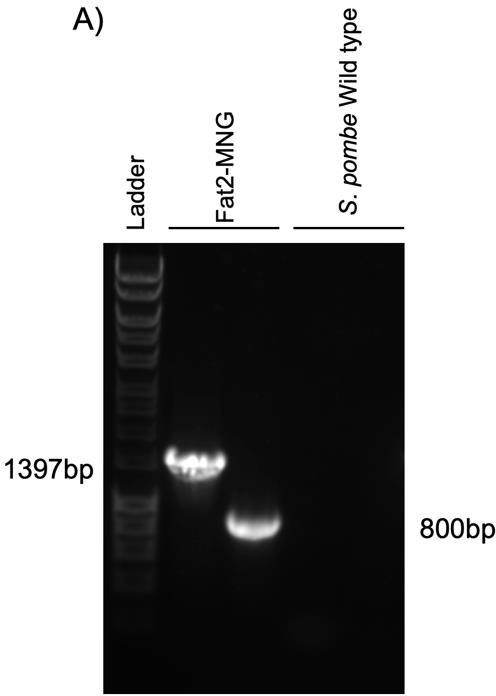 A)
Ladder
Fat2-MNG
S. pombe Wild type
1397bp
800bp